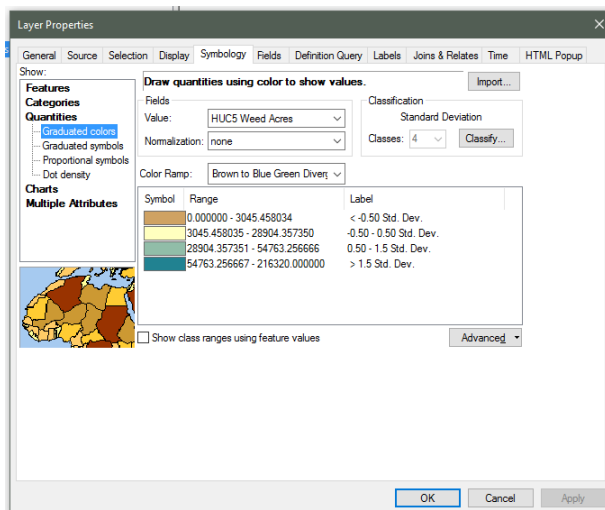 Layer Properties
General Source Selection Display Symbology Fields Definition Query Labels Joins & Relates Time HTML Popup
Show:
Features
Categories
Quantities
Graduated colors
Graduated symbols
Proportional symbols
Dot density
Charts
Multiple Attributes
Draw quantities using color to show values.
Import...
Fields
Value: HUC5 Weed Acres
Normalization: none
Classification
Standard Deviation
Classes: 4 Classify...
Color Ramp: Brown to Blue Green Diverg
Symbol Range Label
0.000000 - 3045.458034 < -0.50 Std. Dev.
3045.458035 - 28904.357350 -0.50 - 0.50 Std. Dev.
28904.357351 - 54763.256666 0.50 - 1.5 Std. Dev.
54763.256667 - 216320.000000 > 1.5 Std. Dev.
Show class ranges using feature values
Advanced
OK Cancel Apply